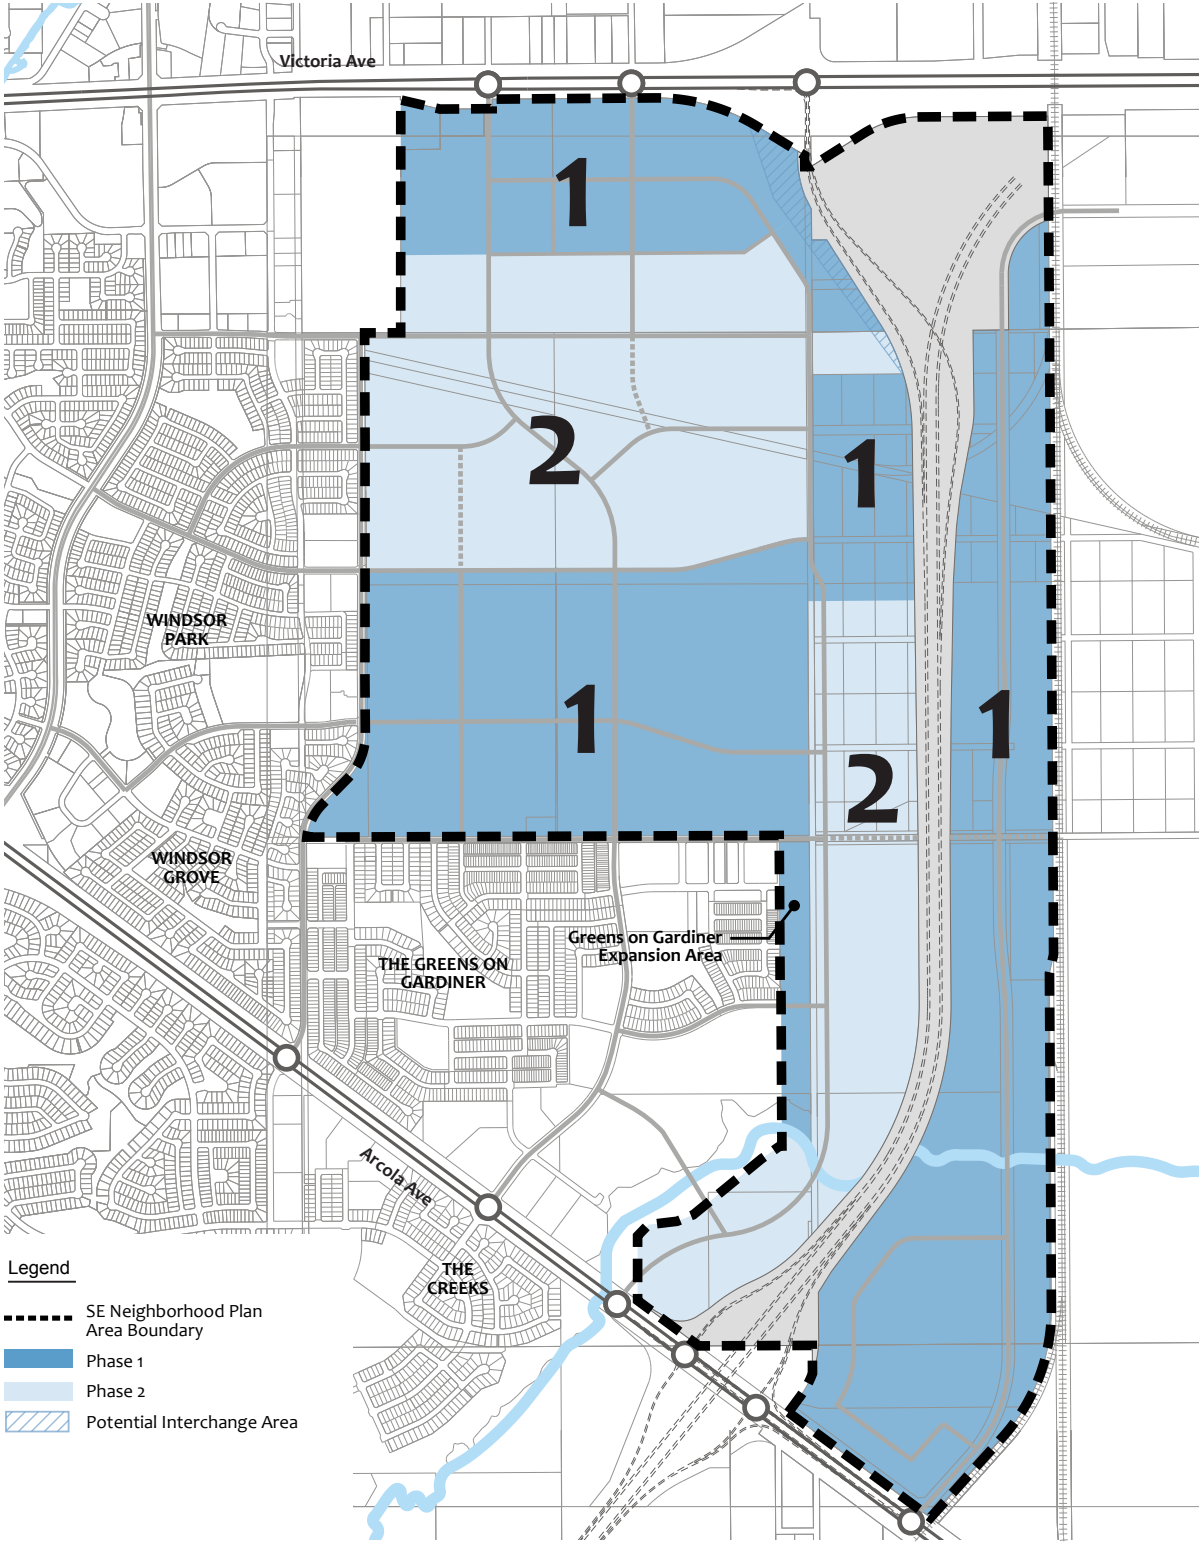 Victoria Ave
1
2
1
WINDSOR
PARK
1
1
2
WINDSOR
GROVE
Greens on Gardiner
Expansion Area
THE GREENS ON
GARDINER
Arcola Ave
THE
CREEKS
Legend
SE Neighborhood Plan
Area Boundary
Phase 1
Phase 2
Potential Interchange Area